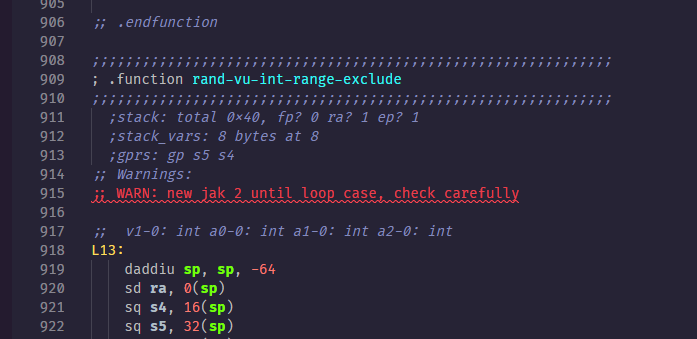 905
906 ;; .endfunction
907
908 ;;;;;;;;;;;;;;;;;;;;;;;;;;;;;;;;;;;;;;;;;;;;;;;;;;;;;;;;;;;;;;
909 ; .function rand-vu-int-range-exclude
910 ;;;;;;;;;;;;;;;;;;;;;;;;;;;;;;;;;;;;;;;;;;;;;;;;;;;;;;;;;;;;;;
911 ;stack: total 0x40, fp? 0 ra? 1 ep? 1
912 ;stack_vars: 8 bytes at 8
913 ;gprs: gp s5 s4
914 ;; Warnings:
915 ;; WARN: new jak 2 until loop case, check carefully
916
917 ;; v1-0: int a0-0: int a1-0: int a2-0: int
918 L13:
919 daddiu sp, sp, -64
920 sd ra, 0(sp)
921 sq s4, 16(sp)
922 sq s5, 32(sp)